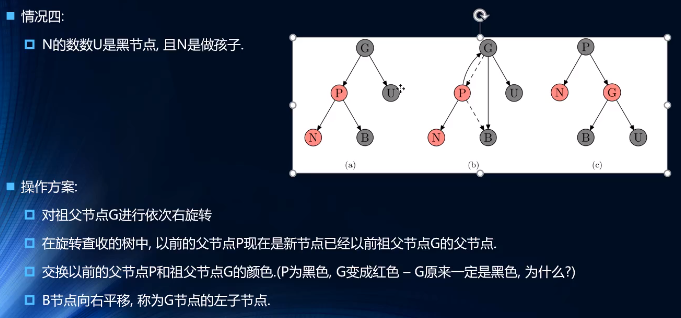 情况四:
N的数数U是黑节点, 且N是做孩子.
G
G
P
P
U
P
U
N
G
N
B
N
B
B
U
(a)
(b)
(c)
操作方案:
对祖父节点G进行依次右旋转
在旋转查收的树中, 以前的父节点P现在是新节点已经以前祖父节点G的父节点.
交换以前的父节点P和祖父节点G的颜色.(P为黑色, G变成红色 – G原来一定是黑色, 为什么?)
B节点向右平移, 称为G节点的左子节点.